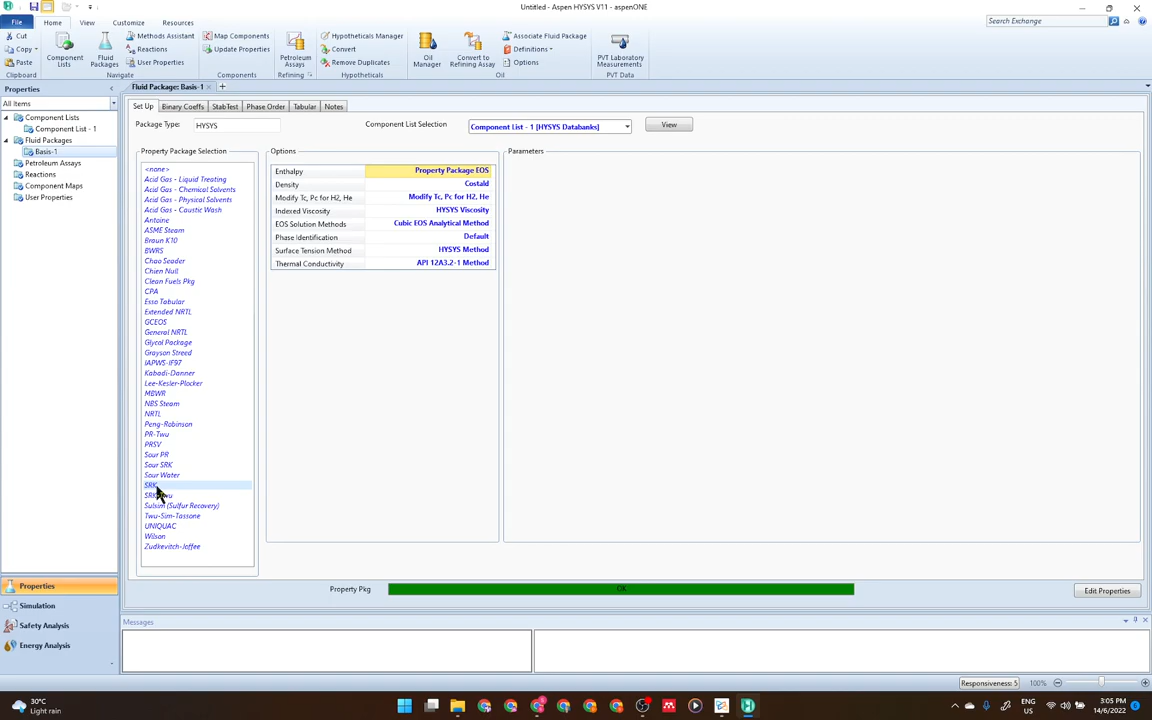 Untitled - Aspen HYSYS V11 - aspenONE
File
Home
View
Customize
Resources
Search Exchange
Cut
Copy
Paste
Clipboard
Component Lists
Fluid Packages
Methods Assistant
Reactions
User Properties
Navigate
Map Components
Update Properties
Components
Petroleum Assays
Refining
Hypotheticals Manager
Convert
Remove Duplicates
Hypotheticals
Oil Manager
Convert to Refining Assay
Associate Fluid Package
Definitions
Options
Oil
PVT Laboratory Measurements
PVT Data
Properties
All Items
Component Lists
Component List - 1
Fluid Packages
Basis-1
Petroleum Assays
Reactions
Component Maps
User Properties
Fluid Package: Basis-1
Set Up
Binary Coeffs
StabTest
Phase Order
Tabular
Notes
Package Type:
HYSYS
Component List Selection
Component List - 1 [HYSYS Databanks]
View
Property Package Selection
<none>
Acid Gas - Liquid Treating
Acid Gas - Chemical Solvents
Acid Gas - Physical Solvents
Acid Gas - Caustic Wash
Antoine
ASME Steam
Braun K10
BWRS
Chao Seader
Chien Null
Clean Fuels Pkg
CPA
Esso Tabular
Extended NRTL
GCEOS
General NRTL
Glycol Package
Grayson Streed
IAPWS-IF97
Kabadi-Danner
Lee-Kesler-Plocker
MBWR
NBS Steam
NRTL
Peng-Robinson
PR-Twu
PRSV
Sour PR
Sour SRK
Sour Water
SRK
Sulsim (Sulfur Recovery)
Twu-Sim-Tassone
UNIQUAC
Wilson
Zudkevitch-Joffee
Options
Enthalpy Property Package EOS
Density Costald
Modify Tc, Pc for H2, He Modify Tc, Pc for H2, He
Indexed Viscosity HYSYS Viscosity
EOS Solution Methods Cubic EOS Analytical Method
Phase Identification Default
Surface Tension Method HYSYS Method
Thermal Conductivity API 12A3.2-1 Method
Parameters
Property Pkg
OK
Edit Properties
Properties
Simulation
Safety Analysis
Energy Analysis
Messages
Responsiveness: 5
100%
30°C
Light rain
ENG
US
3:05 PM
14/6/2022